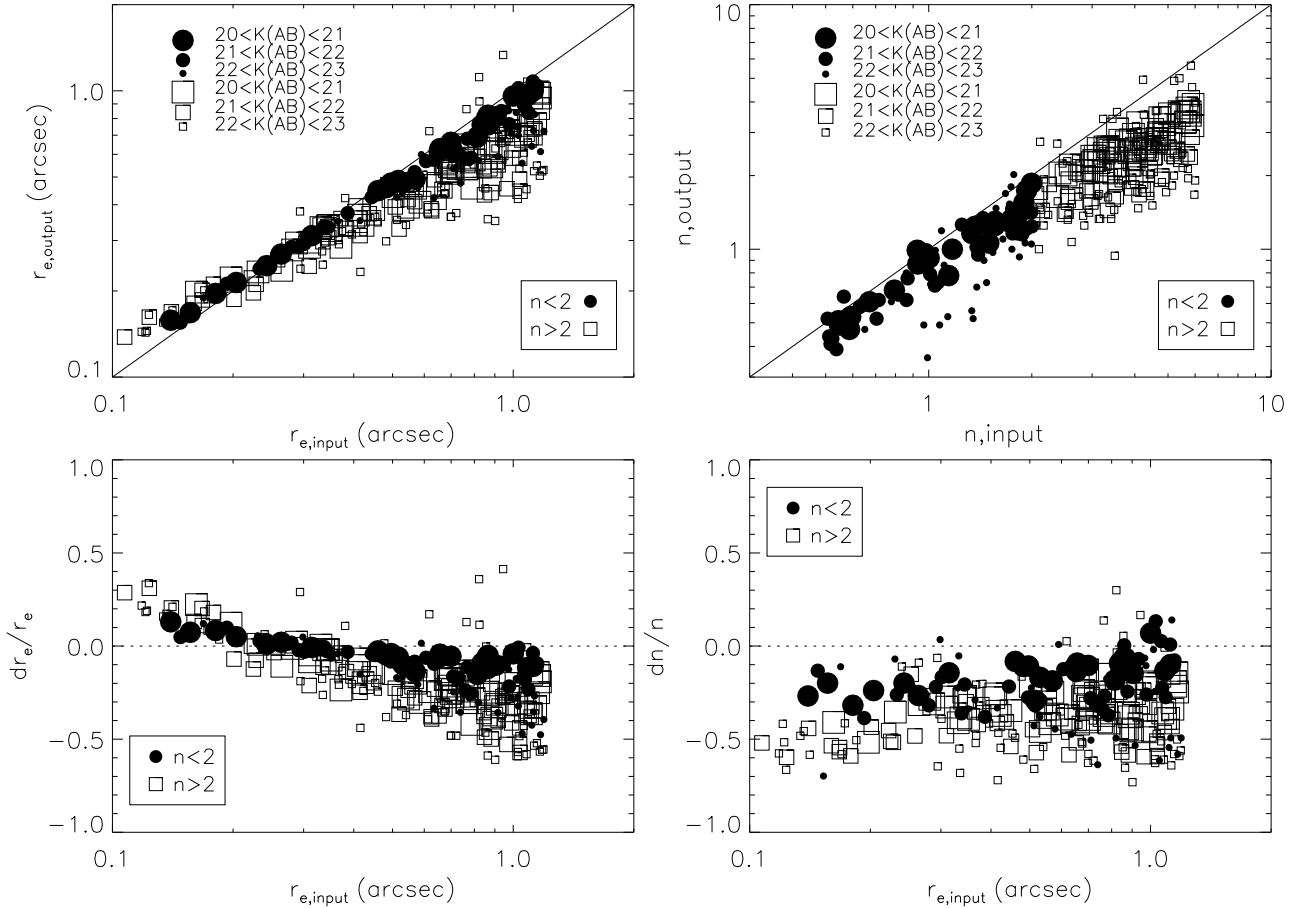 20<K(AB)<21
21<K(AB)<22
22<K(AB)<23
20<K(AB)<21
21<K(AB)<22
22<K(AB)<23
1.0
0.1
r_e,output (arcsec)
n<2
n>2
0.1
1.0
r_e,input (arcsec)
10
20<K(AB)<21
21<K(AB)<22
22<K(AB)<23
20<K(AB)<21
21<K(AB)<22
22<K(AB)<23
n,output
1
n<2
n>2
1
10
n,input
1.0
0.5
0.0
−0.5
−1.0
dr_e/r_e
n<2
n>2
0.1
1.0
r_e,input (arcsec)
1.0
0.5
0.0
−0.5
−1.0
dn/n
n<2
n>2
0.1
1.0
r_e,input (arcsec)